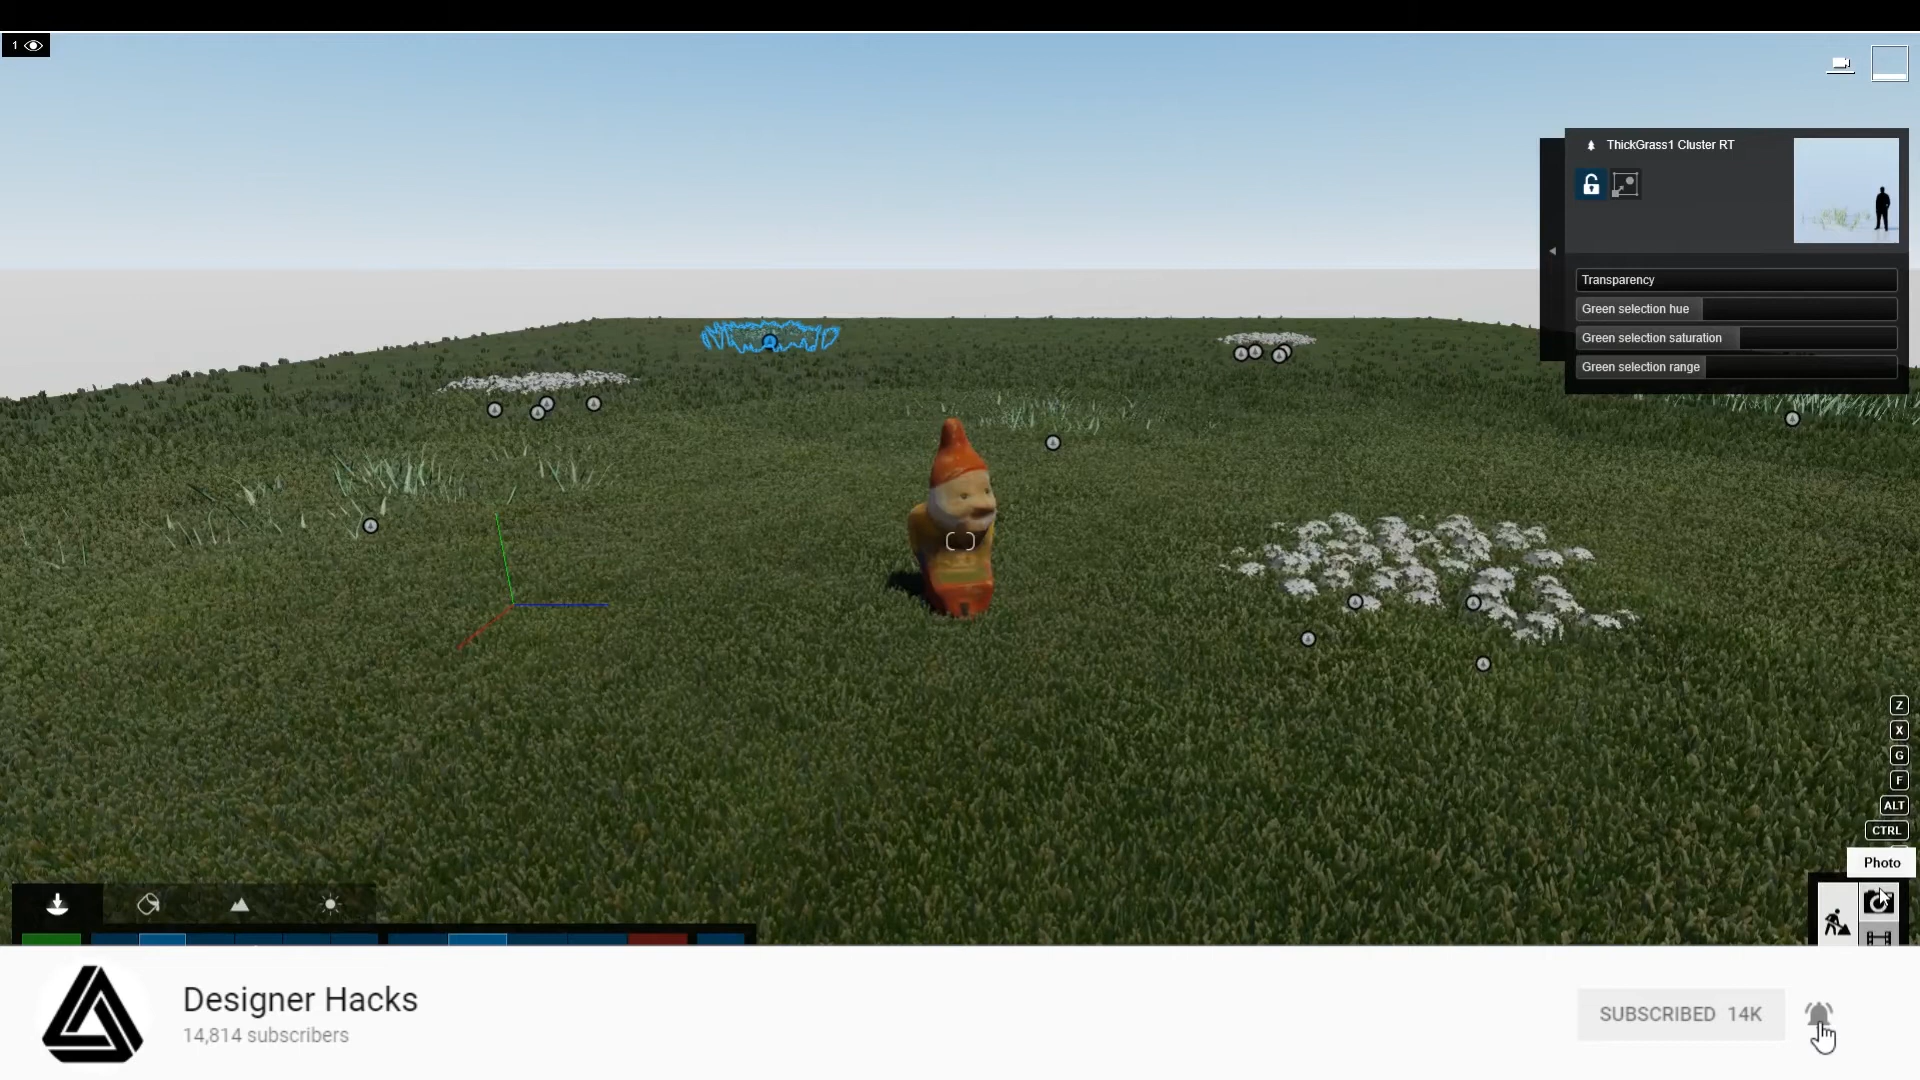 1
ThickGrass1 Cluster RT
Transparency
Green selection hue
Green selection saturation
Green selection range
Z
X
G
F
ALT
CTRL
Photo
Designer Hacks
14,814 subscribers
SUBSCRIBED 14K